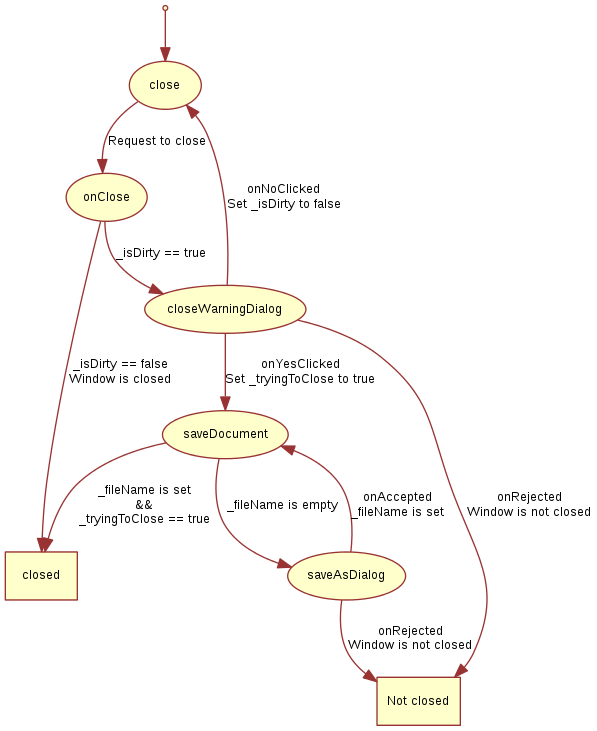 close
Request to close
onNoClicked
Set _isDirty to false
onClose
_isDirty == true
closeWarningDialog
_isDirty == false
Window is closed
onYesClicked
Set _tryingToClose to true
saveDocument
_fileName is set
&&
_tryingToClose == true
_fileName is empty
onAccepted
_fileName is set
onRejected
Window is not closed
closed
saveAsDialog
onRejected
Window is not closed
Not closed